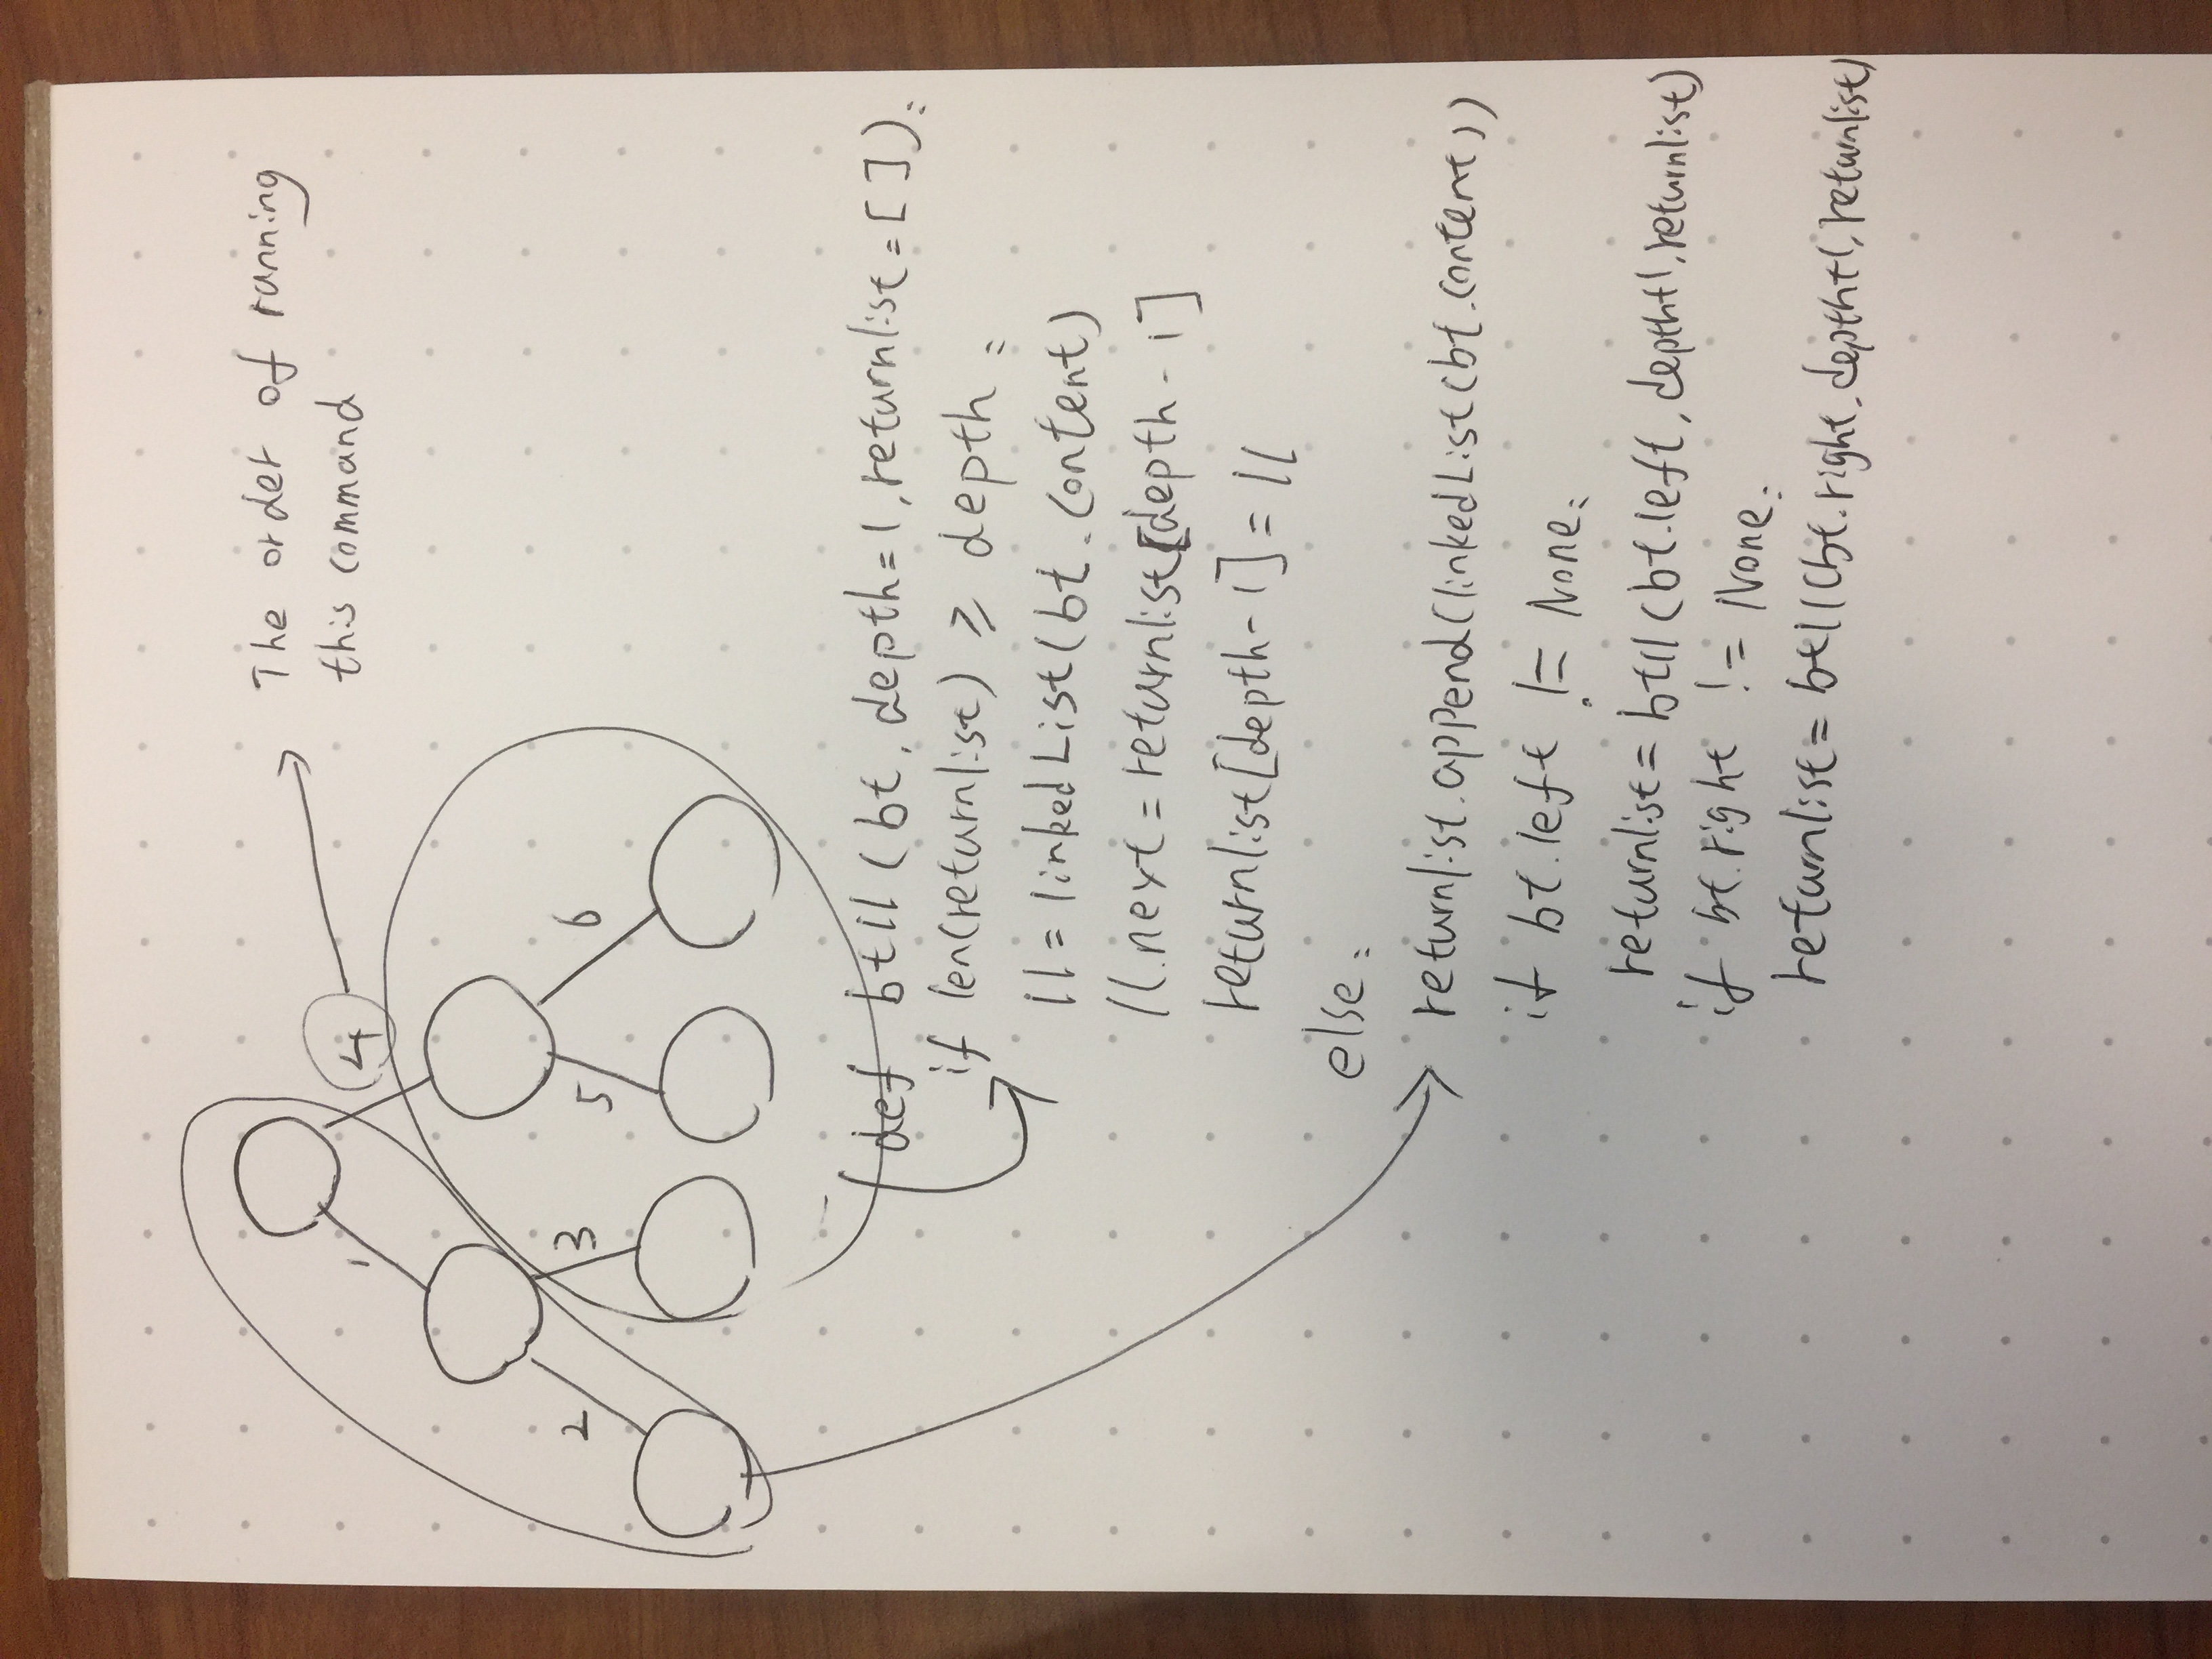 1
4
The order of running
this command
2
3
5
6
def btll (bt, depth=1, returnlist=[]):
if len(returnlist) ≥ depth:
ll = linkedList(bt.content)
ll.next = returnlist[depth-1]
returnlist[depth-1] = ll
else:
returnlist.append(linkedList(bt.content))
if bt.left != None:
returnlist = btll(bt.left, depth+1, returnlist)
if bt.right != None:
returnlist = btll(bt.right, depth+1, returnlist)